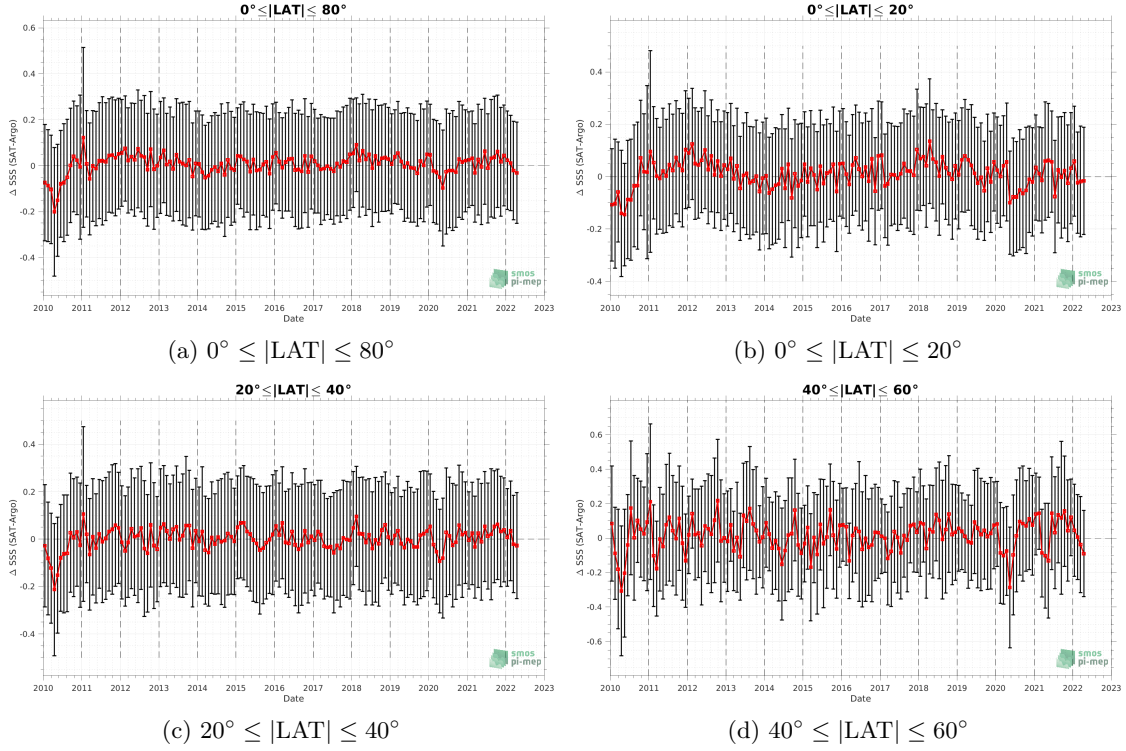 0°≤|LAT|≤ 80°
Δ SSS (SAT-Argo)
0.6
0.4
0.2
0
-0.2
-0.4
2010 2011 2012 2013 2014 2015 2016 2017 2018 2019 2020 2021 2022 2023
Date
smos
pi-mep
(a) 0° ≤ |LAT| ≤ 80°
0°≤|LAT|≤ 20°
Δ SSS (SAT-Argo)
0.4
0.2
0
-0.2
-0.4
2010 2011 2012 2013 2014 2015 2016 2017 2018 2019 2020 2021 2022 2023
Date
smos
pi-mep
(b) 0° ≤ |LAT| ≤ 20°
20°≤|LAT|≤ 40°
Δ SSS (SAT-Argo)
0.4
0.2
0
-0.2
-0.4
2010 2011 2012 2013 2014 2015 2016 2017 2018 2019 2020 2021 2022 2023
Date
smos
pi-mep
(c) 20° ≤ |LAT| ≤ 40°
40°≤|LAT|≤ 60°
Δ SSS (SAT-Argo)
0.6
0.4
0.2
0
-0.2
-0.4
-0.6
2010 2011 2012 2013 2014 2015 2016 2017 2018 2019 2020 2021 2022 2023
Date
smos
pi-mep
(d) 40° ≤ |LAT| ≤ 60°